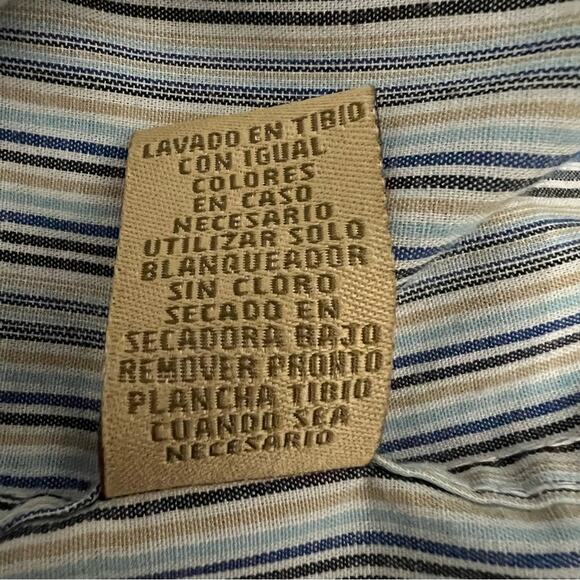 LAVADO EN TIBIO
CON IGUAL
COLORES
EN CASO
NECESARIO
UTILIZAR SOLO
BLANQUEADOR
SIN CLORO
SECADO EN
SECADORA BAJO
REMOVER PRONTO
PLANCHA TIBIO
CUANDO SEA
NECESARIO